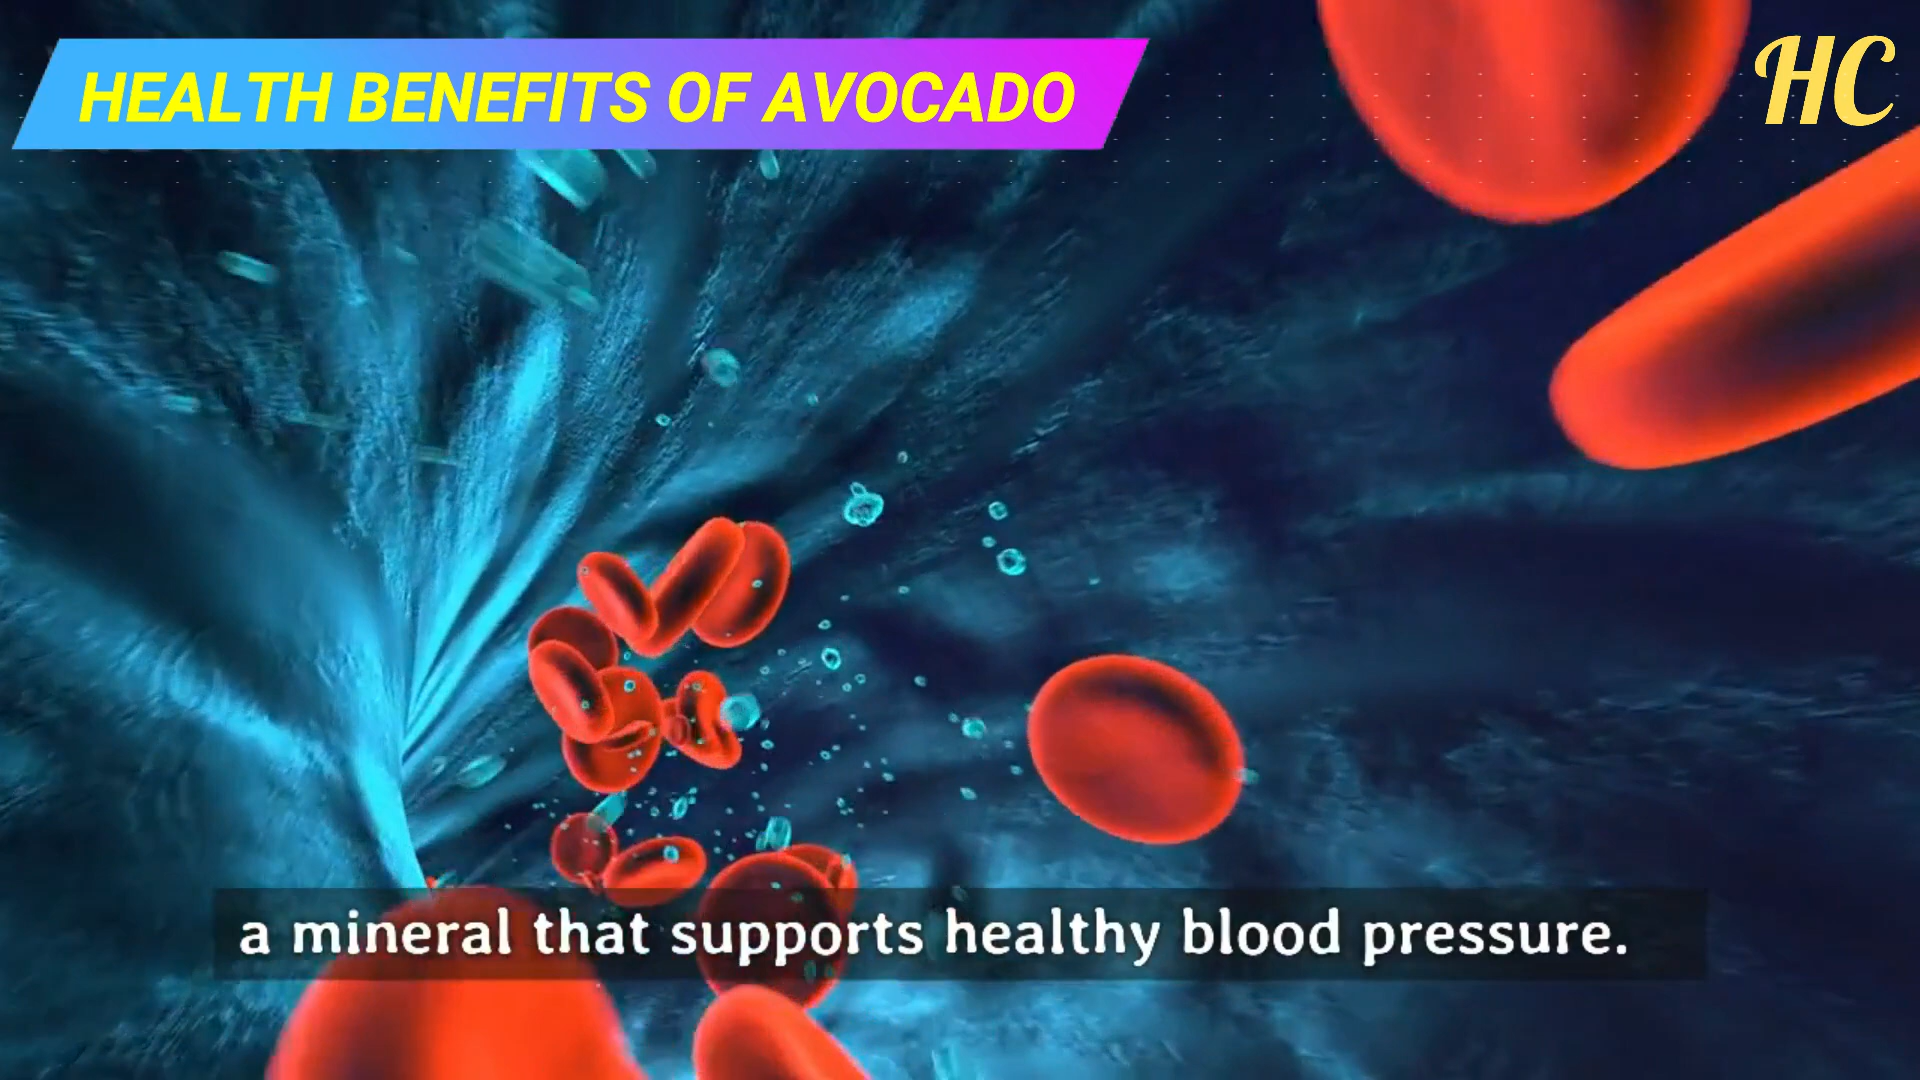 HEALTH BENEFITS OF AVOCADO
HC
a mineral that supports healthy blood pressure.